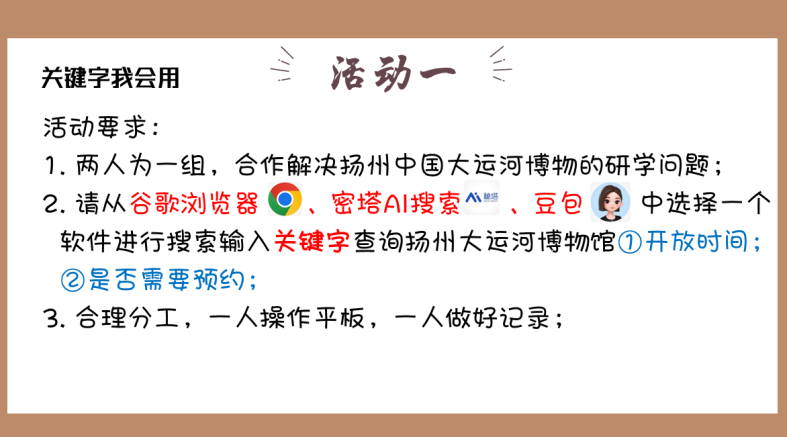 关键字我会用
活动一
活动要求：
1. 两人为一组，合作解决扬州中国大运河博物的研学问题；
2. 请从谷歌浏览器、密塔AI搜索 秘塔 、豆包 中选择一个
软件进行搜索输入关键字查询扬州大运河博物馆①开放时间；
②是否需要预约；
3. 合理分工，一人操作平板，一人做好记录；